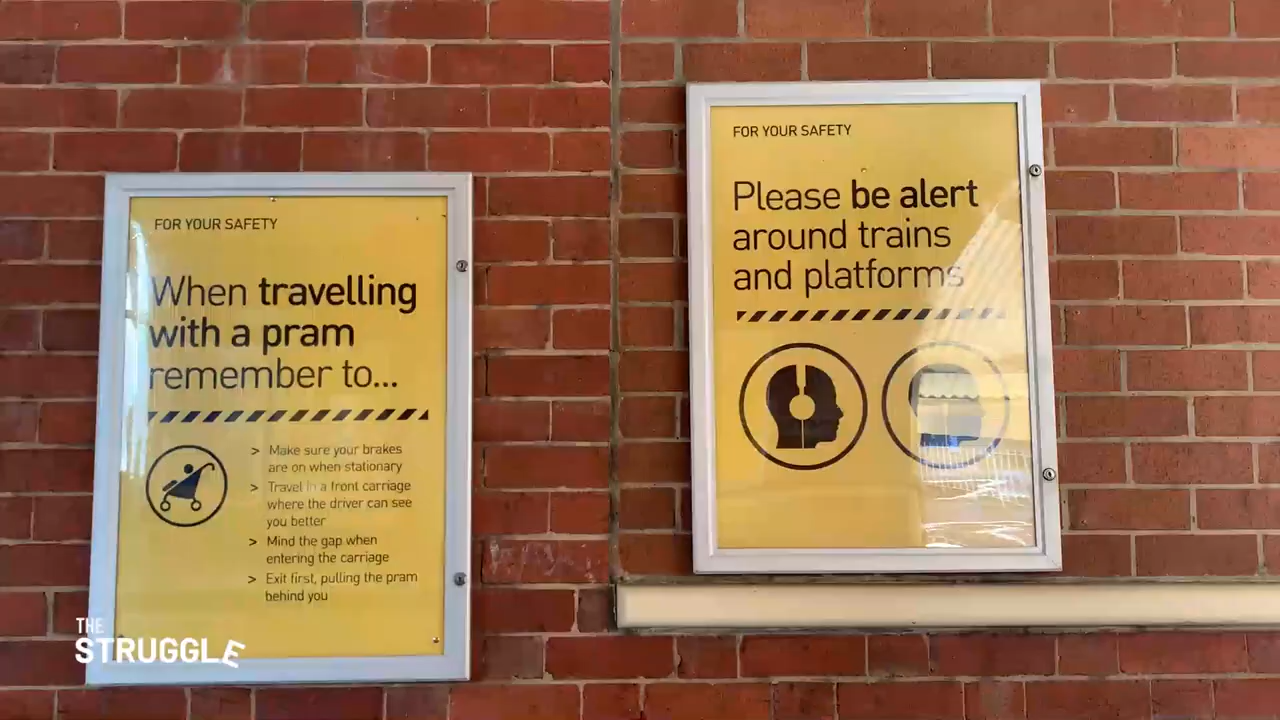 FOR YOUR SAFETY
When travelling
with a pram
remember to...
> Make sure your brakes
are on when stationary
> Travel in a front carriage
where the driver can see
you better
> Mind the gap when
entering the carriage
> Exit first, pulling the pram
behind you
FOR YOUR SAFETY
Please be alert
around trains
and platforms
THE
STRUGGLE